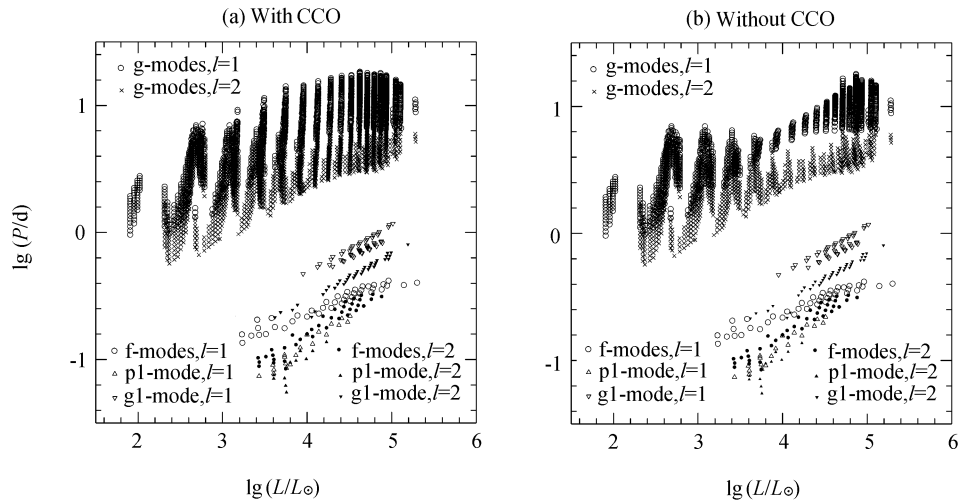 (a) With CCO
g-modes,l=1
g-modes,l=2
1
0
-1
lg (P/d)
f-modes,l=1
p1-mode,l=1
g1-mode,l=1
f-modes,l=2
p1-mode,l=2
g1-mode,l=2
2 3 4 5 6
lg (L/L⊙)
(b) Without CCO
g-modes,l=1
g-modes,l=2
1
0
-1
f-modes,l=1
p1-mode,l=1
g1-mode,l=1
f-modes,l=2
p1-mode,l=2
g1-mode,l=2
2 3 4 5 6
lg (L/L⊙)